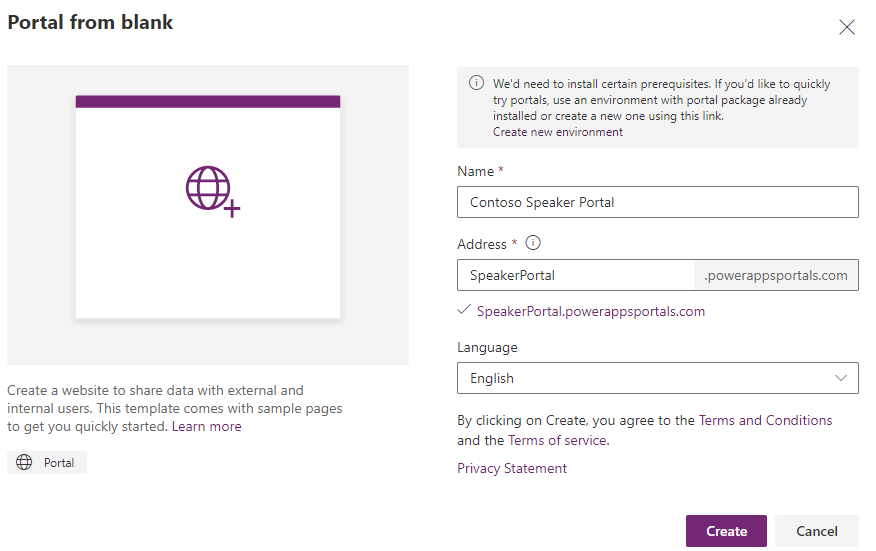 Portal from blank
We'd need to install certain prerequisites. If you'd like to quickly
try portals, use an environment with portal package already
installed or create a new one using this link.
Create new environment
Name *
Contoso Speaker Portal
Address *
SpeakerPortal
.powerappsportals.com
SpeakerPortal.powerappsportals.com
Language
English
Create a website to share data with external and
internal users. This template comes with sample pages
to get you quickly started. Learn more
Portal
By clicking on Create, you agree to the Terms and Conditions
and the Terms of service.
Privacy Statement
Create
Cancel